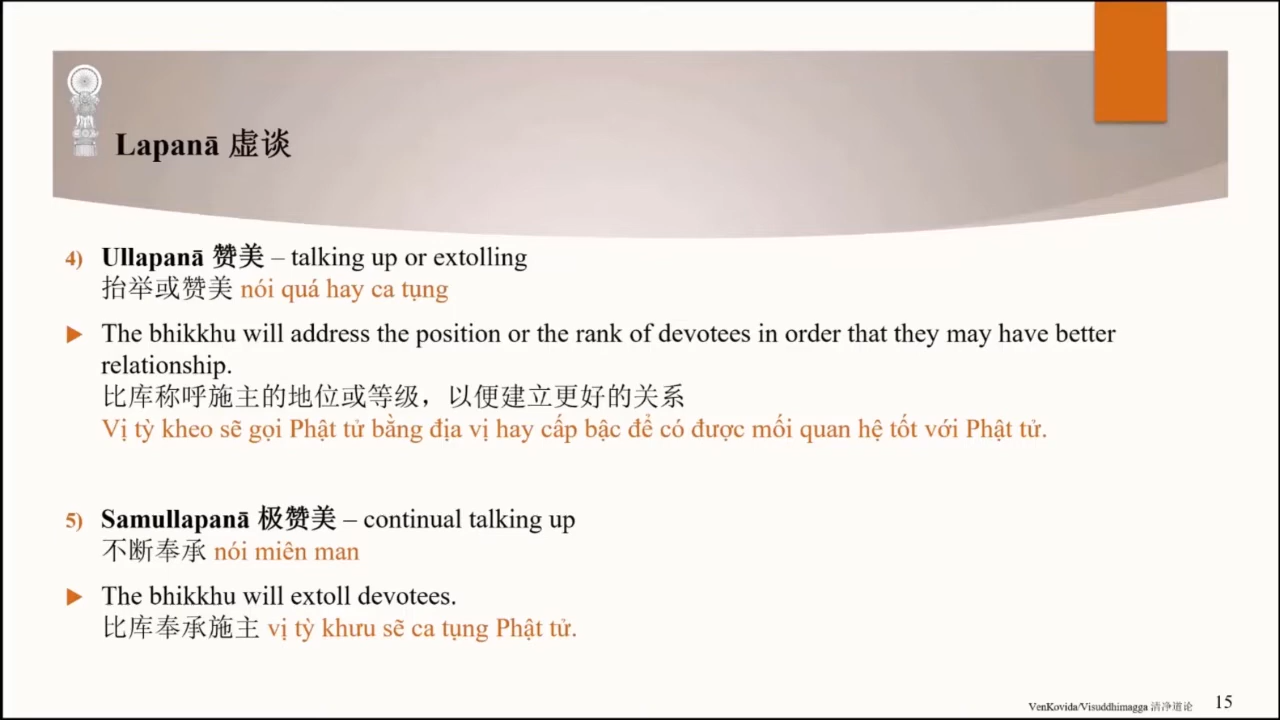 Lapanā 虚谈
4) Ullapanā 赞美 – talking up or extolling
抬举或赞美 nói quá hay ca tụng
The bhikkhu will address the position or the rank of devotees in order that they may have better
relationship.
比库称呼施主的地位或等级，以便建立更好的关系
Vị tỳ kheo sẽ gọi Phật tử bằng địa vị hay cấp bậc để có được mối quan hệ tốt với Phật tử.
5) Samullapanā 极赞美 – continual talking up
不断奉承 nói miên man
The bhikkhu will extoll devotees.
比库奉承施主 vị tỳ khưu sẽ ca tụng Phật tử.
VenKovida/Visuddhimagga 清净道论 15